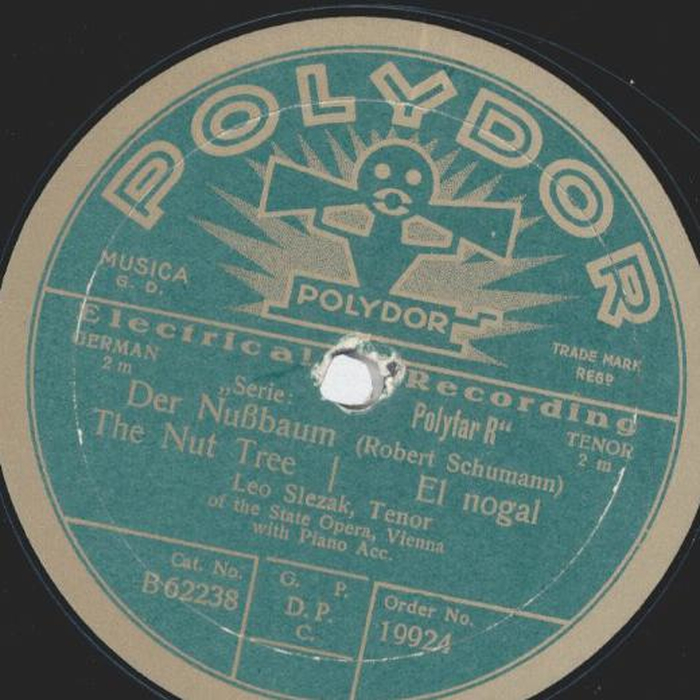 POLYDOR
POLYDOR
MUSICA
G. D.
TRADE MARK
REGD
Electrical Recording
GERMAN
2 m
TENOR
2 m
„Serie: Polyfar R“
Der Nußbaum (Robert Schumann)
The Nut Tree | El nogal
Leo Slezak, Tenor
of the State Opera, Vienna
with Piano Acc.
Cat. No.
B 62238
G. P.
D. P.
C.
Order No.
19924